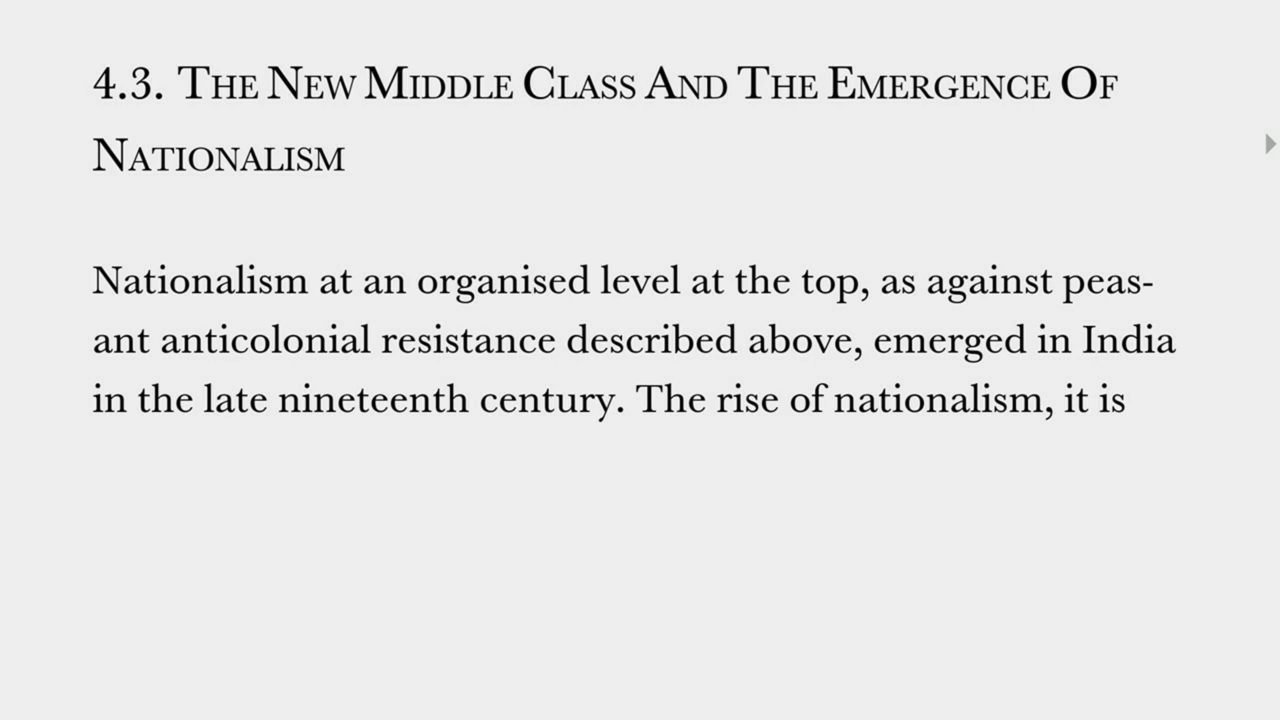 4.3. The New Middle Class And The Emergence Of
Nationalism
Nationalism at an organised level at the top, as against peas-
ant anticolonial resistance described above, emerged in India
in the late nineteenth century. The rise of nationalism, it is